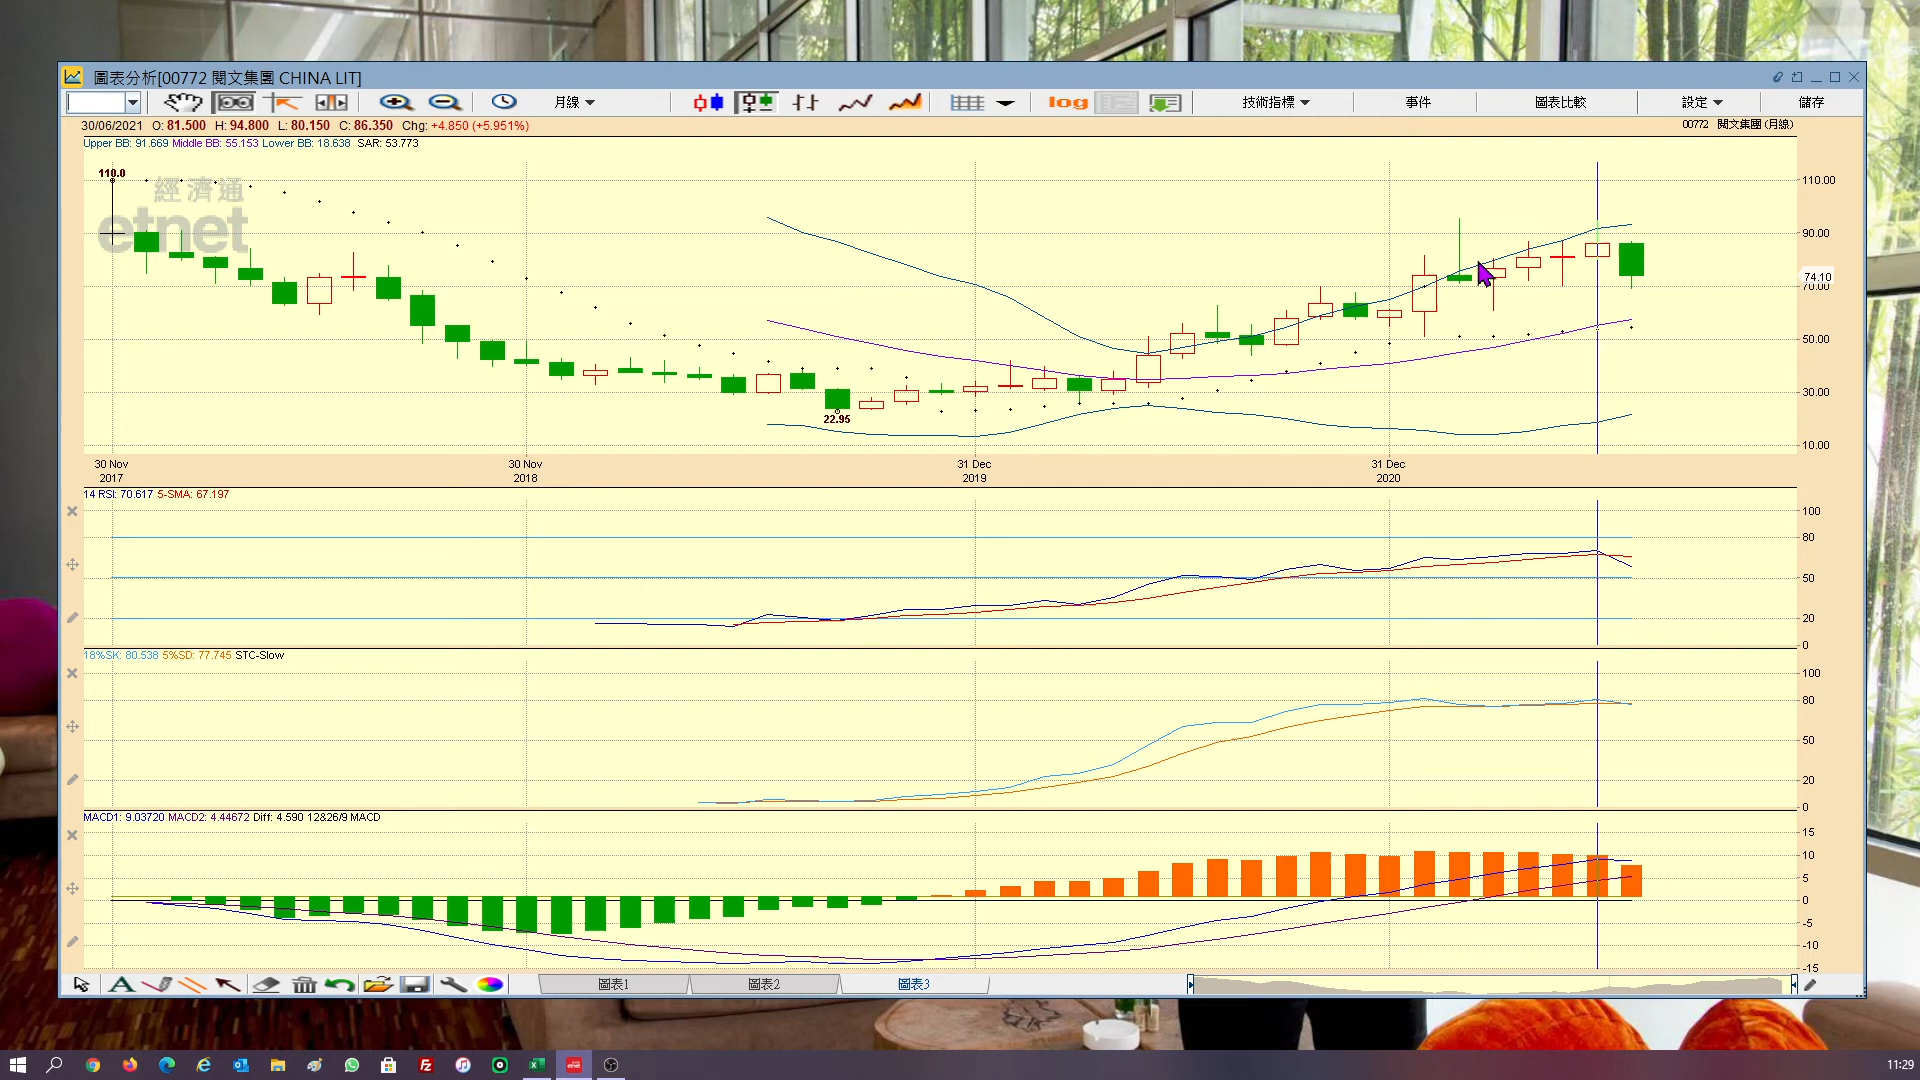 圖表分析[00772 閱文集團 CHINA LIT]
月線
log
技術指標
事件
圖表比較
設定
儲存
30/06/2021 O: 81.500 H: 94.800 L: 80.150 C: 86.350 Chg: +4.850 (+5.951%)
00772 閱文集團 (月線)
Upper BB: 91.669 Middle BB: 55.153 Lower BB: 18.638 SAR: 53.773
110.0
經濟通
etnet
22.95
110.00
90.00
74.10
70.00
50.00
30.00
10.00
30 Nov
2017
30 Nov
2018
31 Dec
2019
31 Dec
2020
14 RSI: 70.617 5-SMA: 67.197
100
80
50
20
0
18%SK: 80.538 5%SD: 77.745 STC-Slow
100
80
50
20
0
MACD1: 9.03720 MACD2: 4.44672 Diff: 4.590 12&26/9 MACD
15
10
5
0
-5
-10
-15
圖表1
圖表2
圖表3
11:29